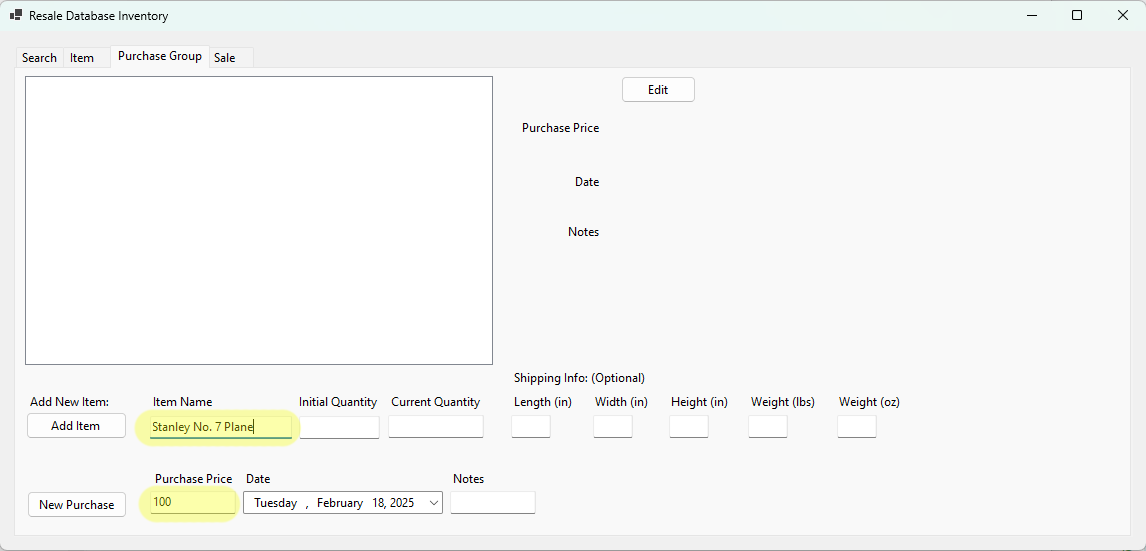 Resale Database Inventory
Search Item Purchase Group Sale
Edit
Purchase Price
Date
Notes
Shipping Info: (Optional)
Add New Item: Item Name Initial Quantity Current Quantity Length (in) Width (in) Height (in) Weight (lbs) Weight (oz)
Add Item Stanley No. 7 Plane
Purchase Price Date Notes
New Purchase 100 Tuesday , February 18, 2025